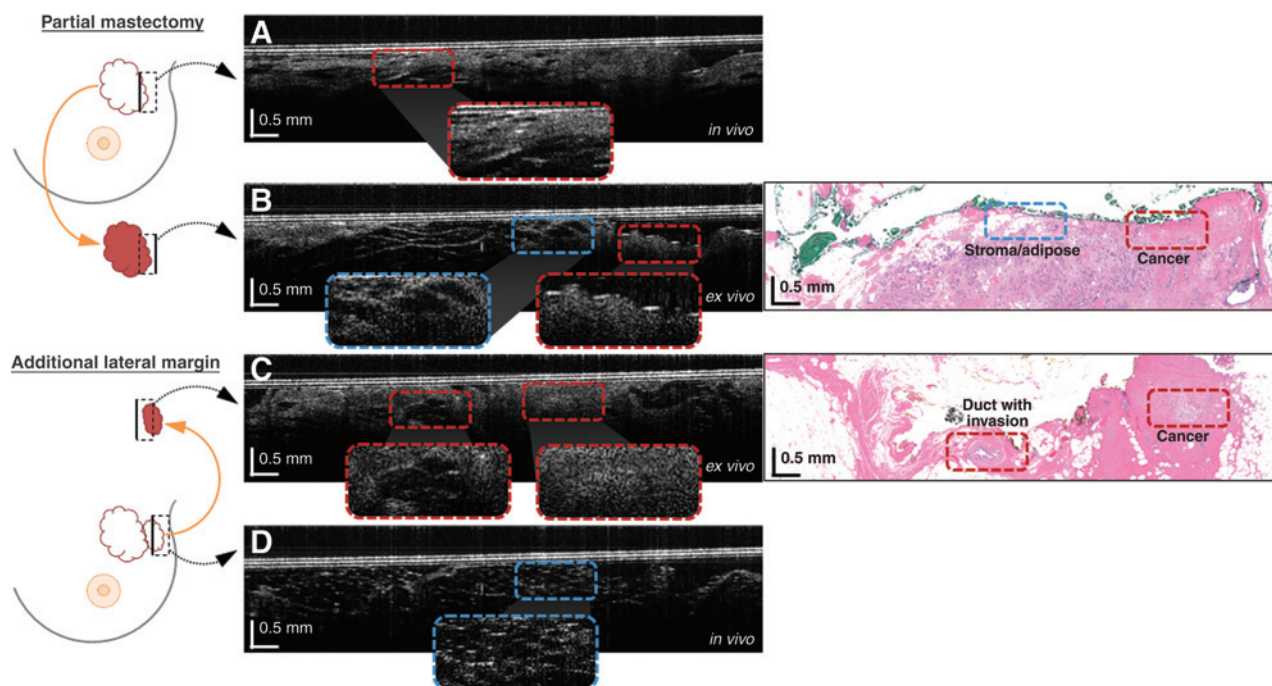 Partial mastectomy
A
0.5 mm
in vivo
B
0.5 mm
ex vivo
Stroma/adipose
Cancer
0.5 mm
Additional lateral margin
C
0.5 mm
ex vivo
Duct with
invasion
Cancer
0.5 mm
D
0.5 mm
in vivo